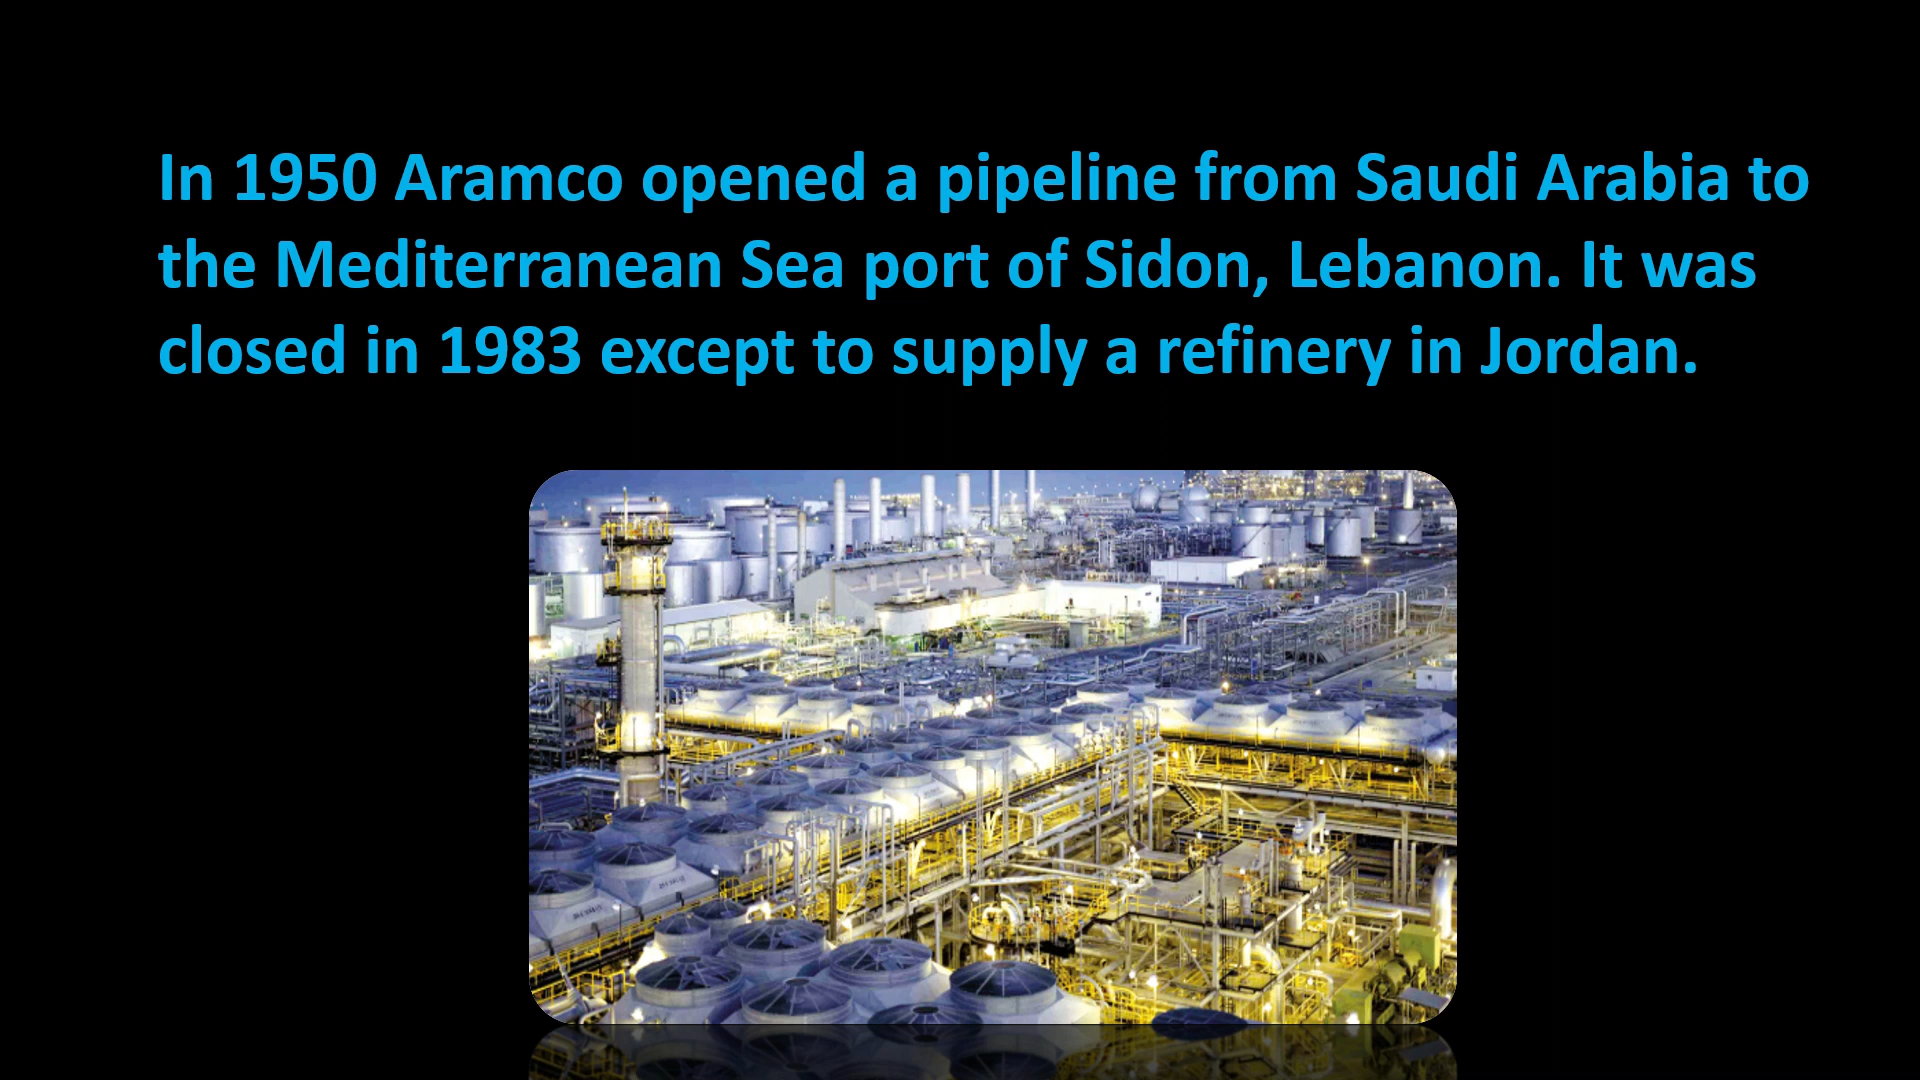 In 1950 Aramco opened a pipeline from Saudi Arabia to
the Mediterranean Sea port of Sidon, Lebanon. It was
closed in 1983 except to supply a refinery in Jordan.